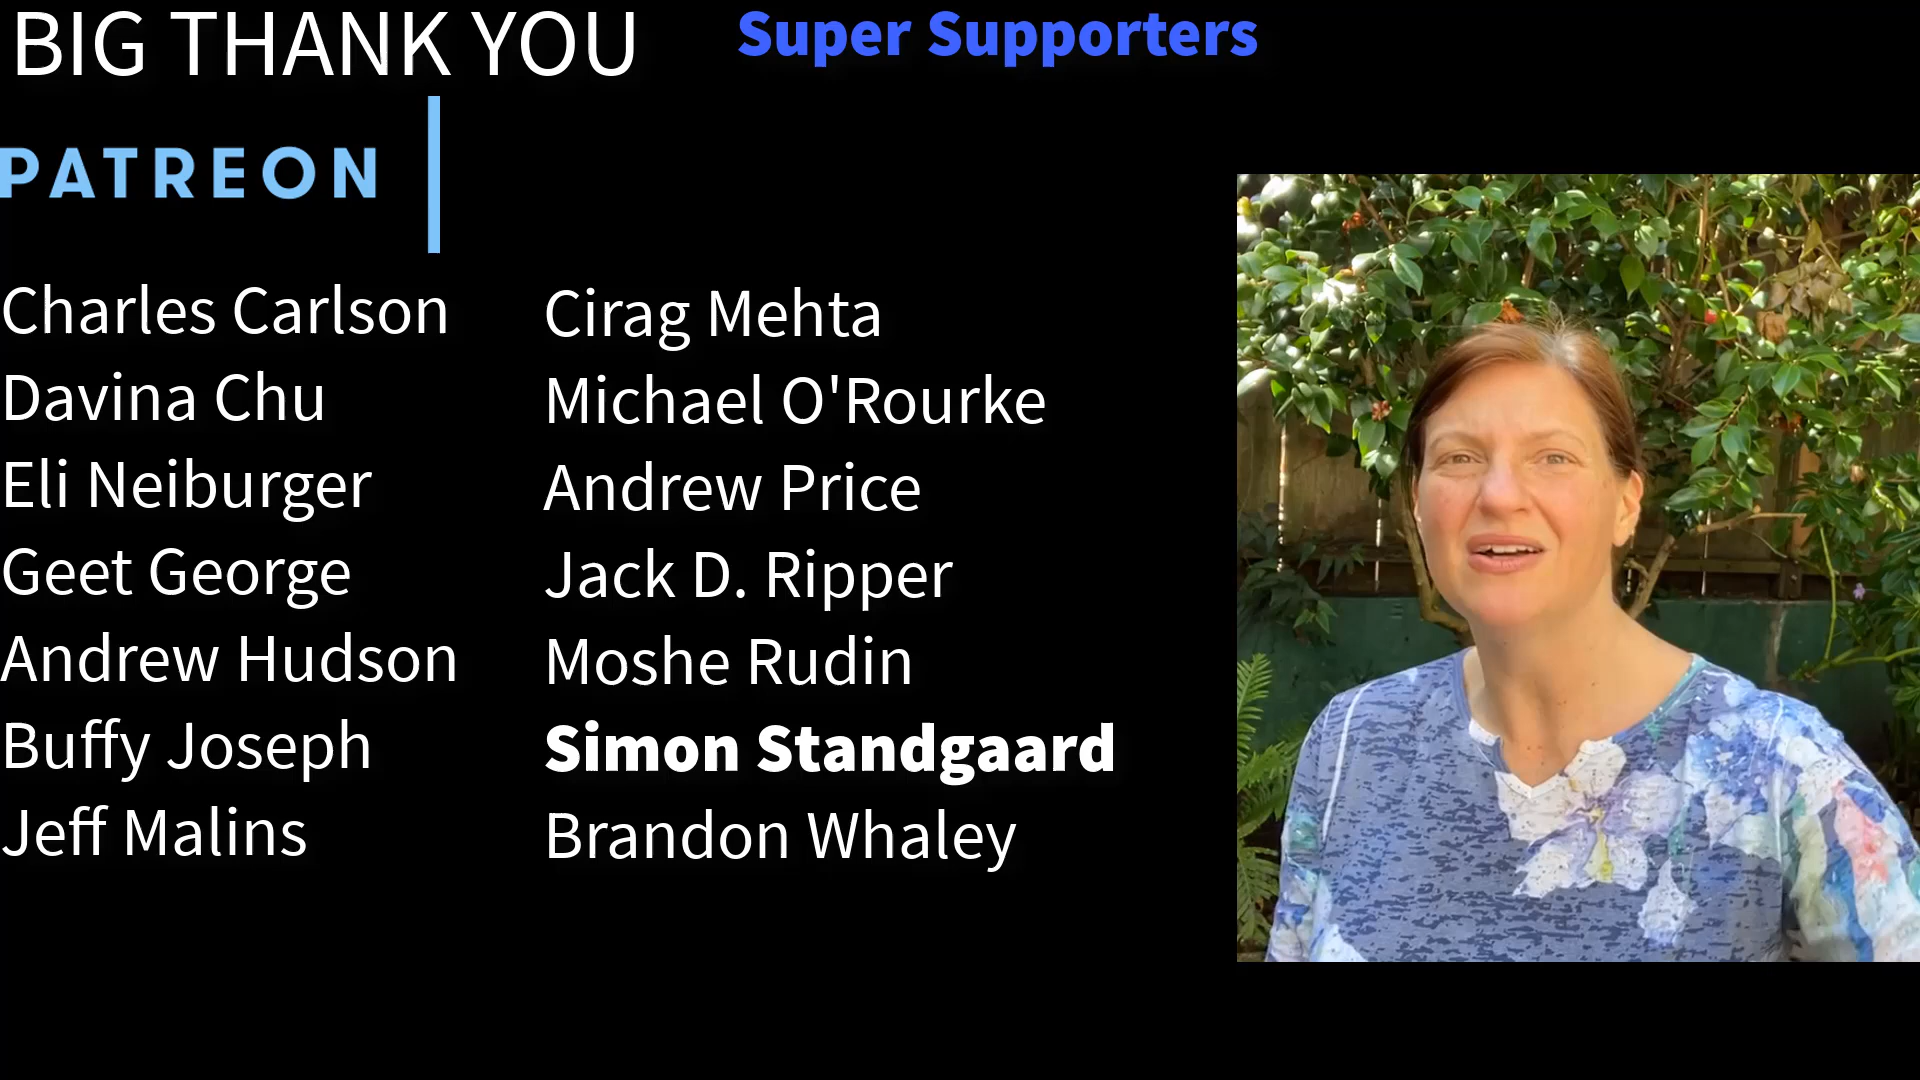 BIG THANK YOU
Super Supporters
PATREON
Charles Carlson
Davina Chu
Eli Neiburger
Geet George
Andrew Hudson
Buffy Joseph
Jeff Malins
Cirag Mehta
Michael O'Rourke
Andrew Price
Jack D. Ripper
Moshe Rudin
Simon Standgaard
Brandon Whaley